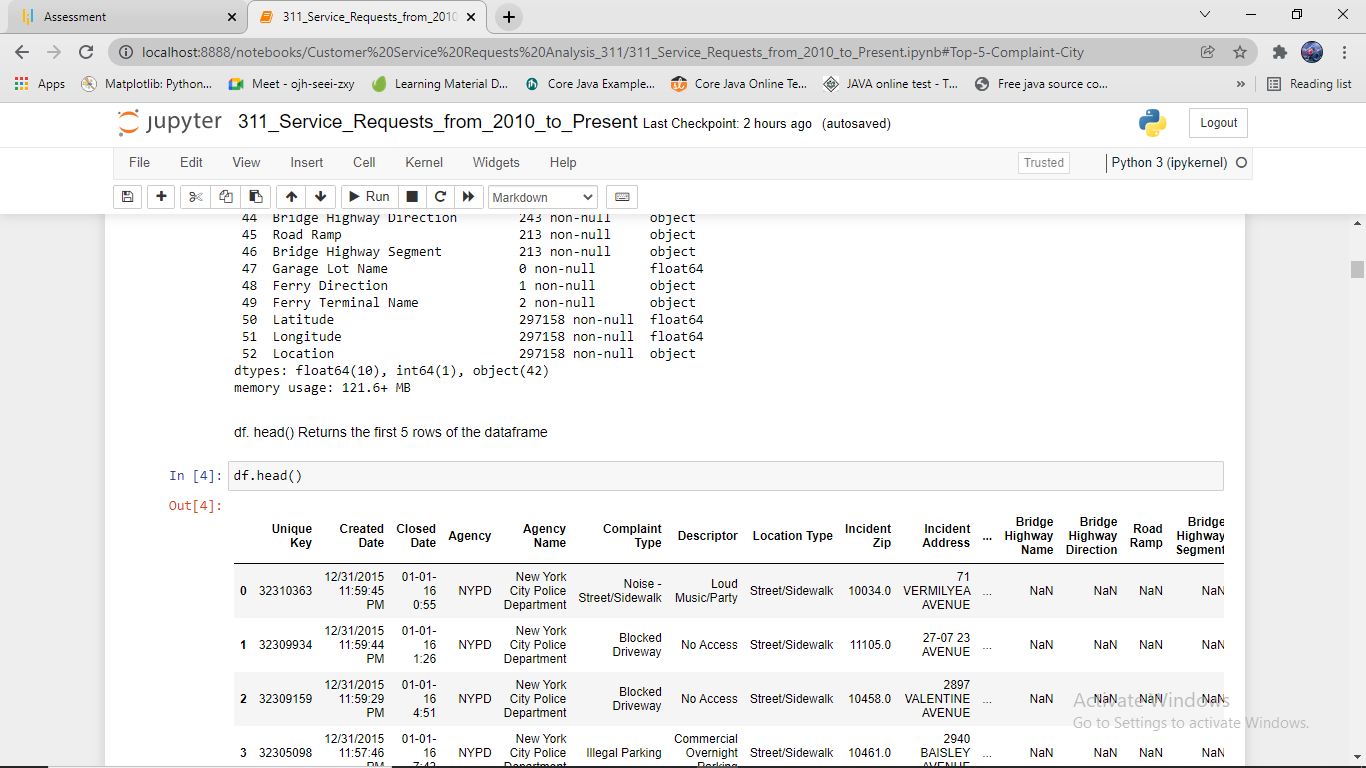 Assessment
311_Service_Requests_from_2010
localhost:8888/notebooks/Customer%20Service%20Requests%20Analysis_311/311_Service_Requests_from_2010_to_Present.ipynb#Top-5-Complaint-City
Apps Matplotlib: Python... Meet - ojh-seei-zxy Learning Material D... Core Java Example... Core Java Online Te... JAVA online test - T... Free java source co... » Reading list
jupyter 311_Service_Requests_from_2010_to_Present Last Checkpoint: 2 hours ago (autosaved) Logout
File Edit View Insert Cell Kernel Widgets Help Trusted Python 3 (ipykernel)
Run Markdown
44 Bridge Highway Direction 243 non-null object
45 Road Ramp 213 non-null object
46 Bridge Highway Segment 213 non-null object
47 Garage Lot Name 0 non-null float64
48 Ferry Direction 1 non-null object
49 Ferry Terminal Name 2 non-null object
50 Latitude 297158 non-null float64
51 Longitude 297158 non-null float64
52 Location 297158 non-null object
dtypes: float64(10), int64(1), object(42)
memory usage: 121.6+ MB
df. head() Returns the first 5 rows of the dataframe
In [4]: df.head()
Out[4]:
Bridge Bridge Bridge
Unique Created Closed Agency Complaint Incident Incident Highway Highway Road Highway
Key Date Date Agency Name Type Descriptor Location Type Zip Address ... Name Direction Ramp Segment
12/31/2015 01-01- New York 71
0 32310363 11:59:45 16 NYPD City Police Noise - Loud Street/Sidewalk 10034.0 VERMILYEA ... NaN NaN NaN NaN
PM 0:55 Department Street/Sidewalk Music/Party AVENUE
12/31/2015 01-01- New York
1 32309934 11:59:44 16 NYPD City Police Blocked No Access Street/Sidewalk 11105.0 27-07 23 ... NaN NaN NaN NaN
PM 1:26 Department Driveway AVENUE
12/31/2015 01-01- New York 2897
2 32309159 11:59:29 16 NYPD City Police Blocked No Access Street/Sidewalk 10458.0 VALENTINE ... NaN NaN NaN NaN
PM 4:51 Department Driveway AVENUE
12/31/2015 01-01- New York Commercial 2940
3 32305098 11:57:46 16 NYPD City Police Illegal Parking Overnight Street/Sidewalk 10461.0 BAISLEY ... NaN NaN NaN NaN
PM 7:43 Department Parking AVENUE
Activate Windows
Go to Settings to activate Windows.